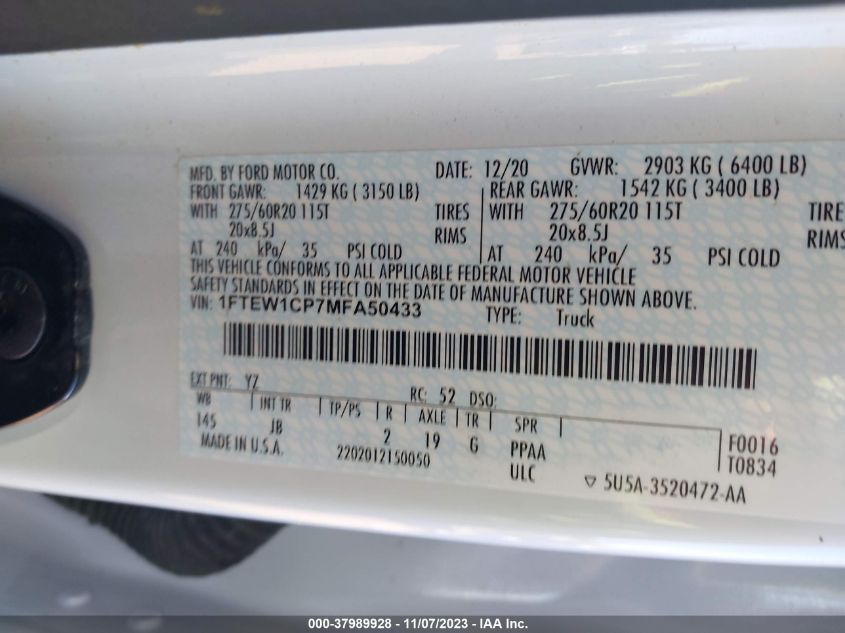 MFD. BY FORD MOTOR CO. DATE: 12/20 GVWR: 2903 KG ( 6400 LB)
FRONT GAWR: 1429 KG ( 3150 LB) REAR GAWR: 1542 KG ( 3400 LB)
WITH 275/60R20 115T TIRES WITH 275/60R20 115T TIRE
20x8.5J RIMS 20x8.5J RIMS
AT 240 kPa/ 35 PSI COLD AT 240 kPa/ 35 PSI COLD
THIS VEHICLE CONFORMS TO ALL APPLICABLE FEDERAL MOTOR VEHICLE
SAFETY STANDARDS IN EFFECT ON THE DATE OF MANUFACTURE SHOWN ABOVE.
VIN: 1FTEW1CP7MFA50433 TYPE: Truck
EXT PNT: YZ RC: 52 DSO:
WB INT TR TP/PS R AXLE TR SPR
145 JB 2 19 G PPAA F0016
MADE IN U.S.A. 2202012150050 ULC T0834
▽ 5U5A-3520472-AA
000-37989928 - 11/07/2023 - IAA Inc.